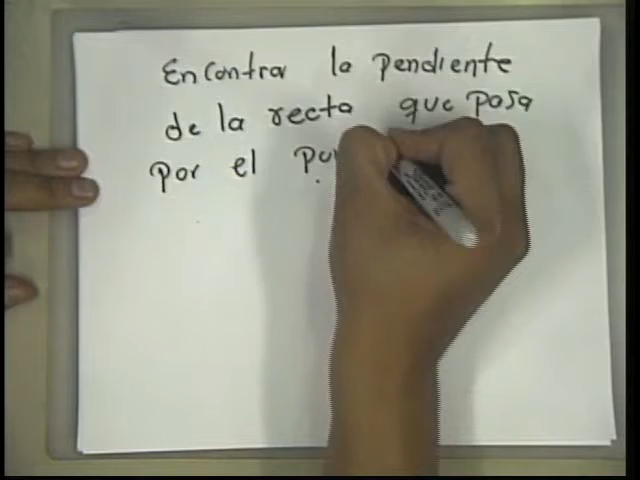 Encontrar la pendiente
de la recta que pasa
por el